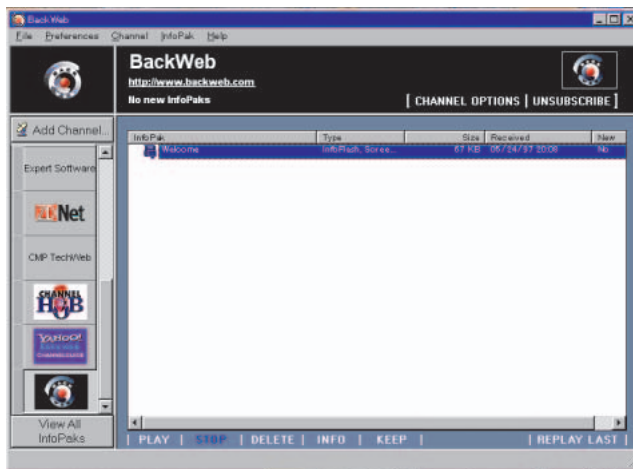 BackWeb
File Preferences Channel InfoPak Help
BackWeb
http://www.backweb.com
No new InfoPaks
[ CHANNEL OPTIONS | UNSUBSCRIBE ]
Add Channel...
InfoPak Type Size Received New
Welcome InfoFlash, Scree... 67 KB 05/24/97 20:08 No
Expert Software
Net
CMP TechWeb
CHANNEL HUB
YAHOO!
View All InfoPaks
| PLAY | STOP | DELETE | INFO | KEEP | | REPLAY LAST |